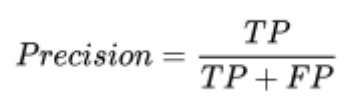 Precision = TP / TP + FP